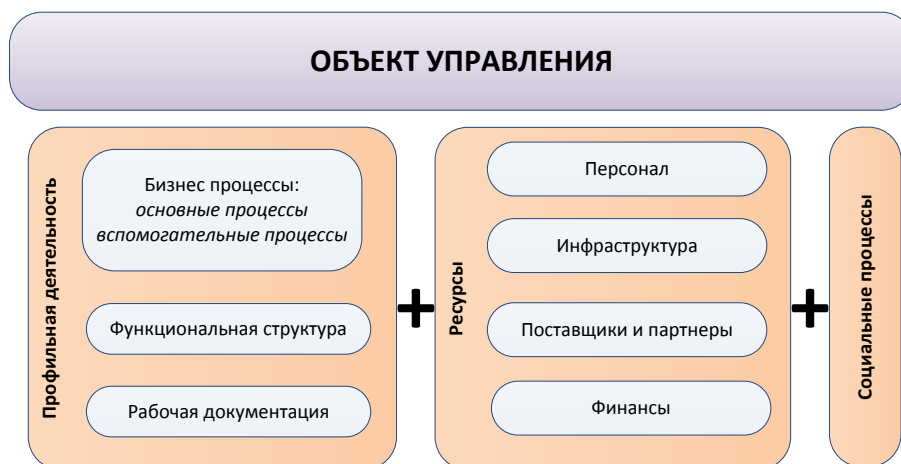 ОБЪЕКТ УПРАВЛЕНИЯ
Профильная деятельность
Бизнес процессы:
основные процессы
вспомогательные процессы
Функциональная структура
Рабочая документация
+
Ресурсы
Персонал
Инфраструктура
Поставщики и партнеры
Финансы
+
Социальные процессы